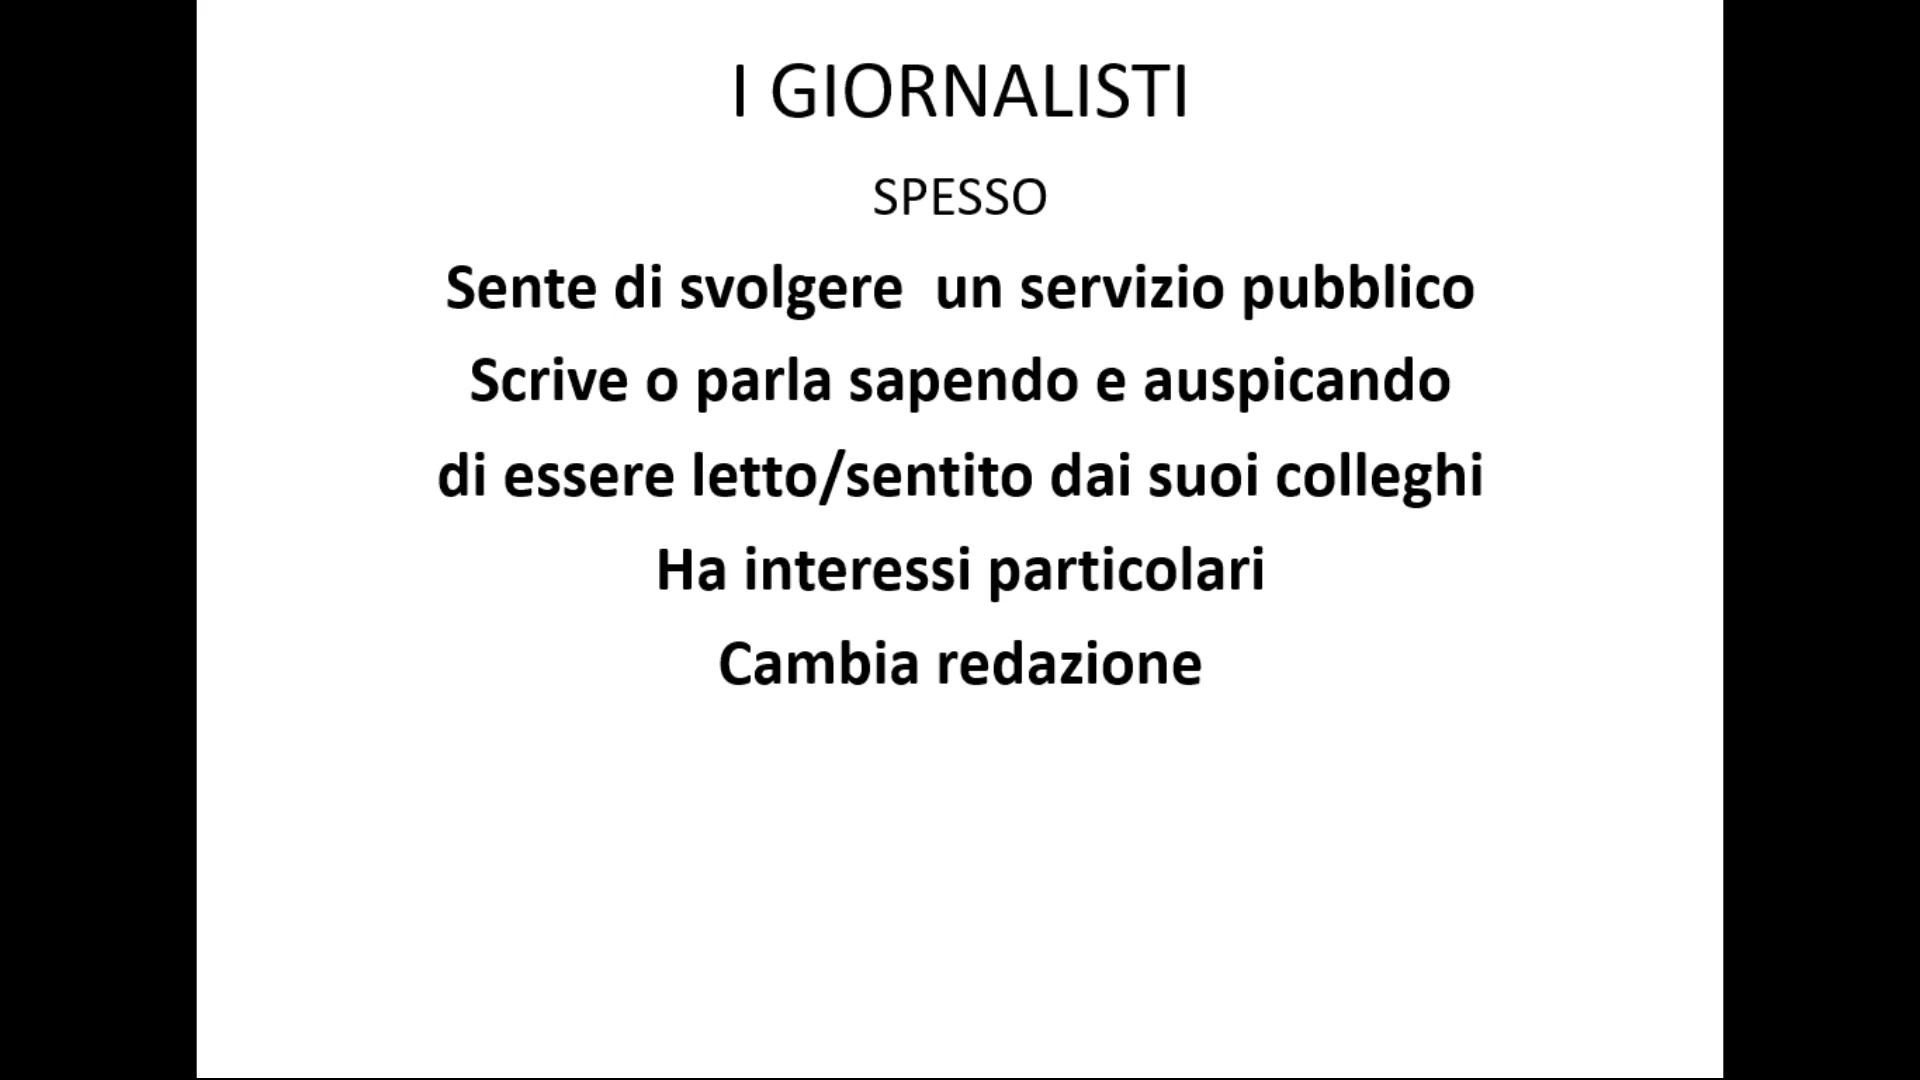 I GIORNALISTI
SPESSO
Sente di svolgere  un servizio pubblico
Scrive o parla sapendo e auspicando
di essere letto/sentito dai suoi colleghi
Ha interessi particolari
Cambia redazione